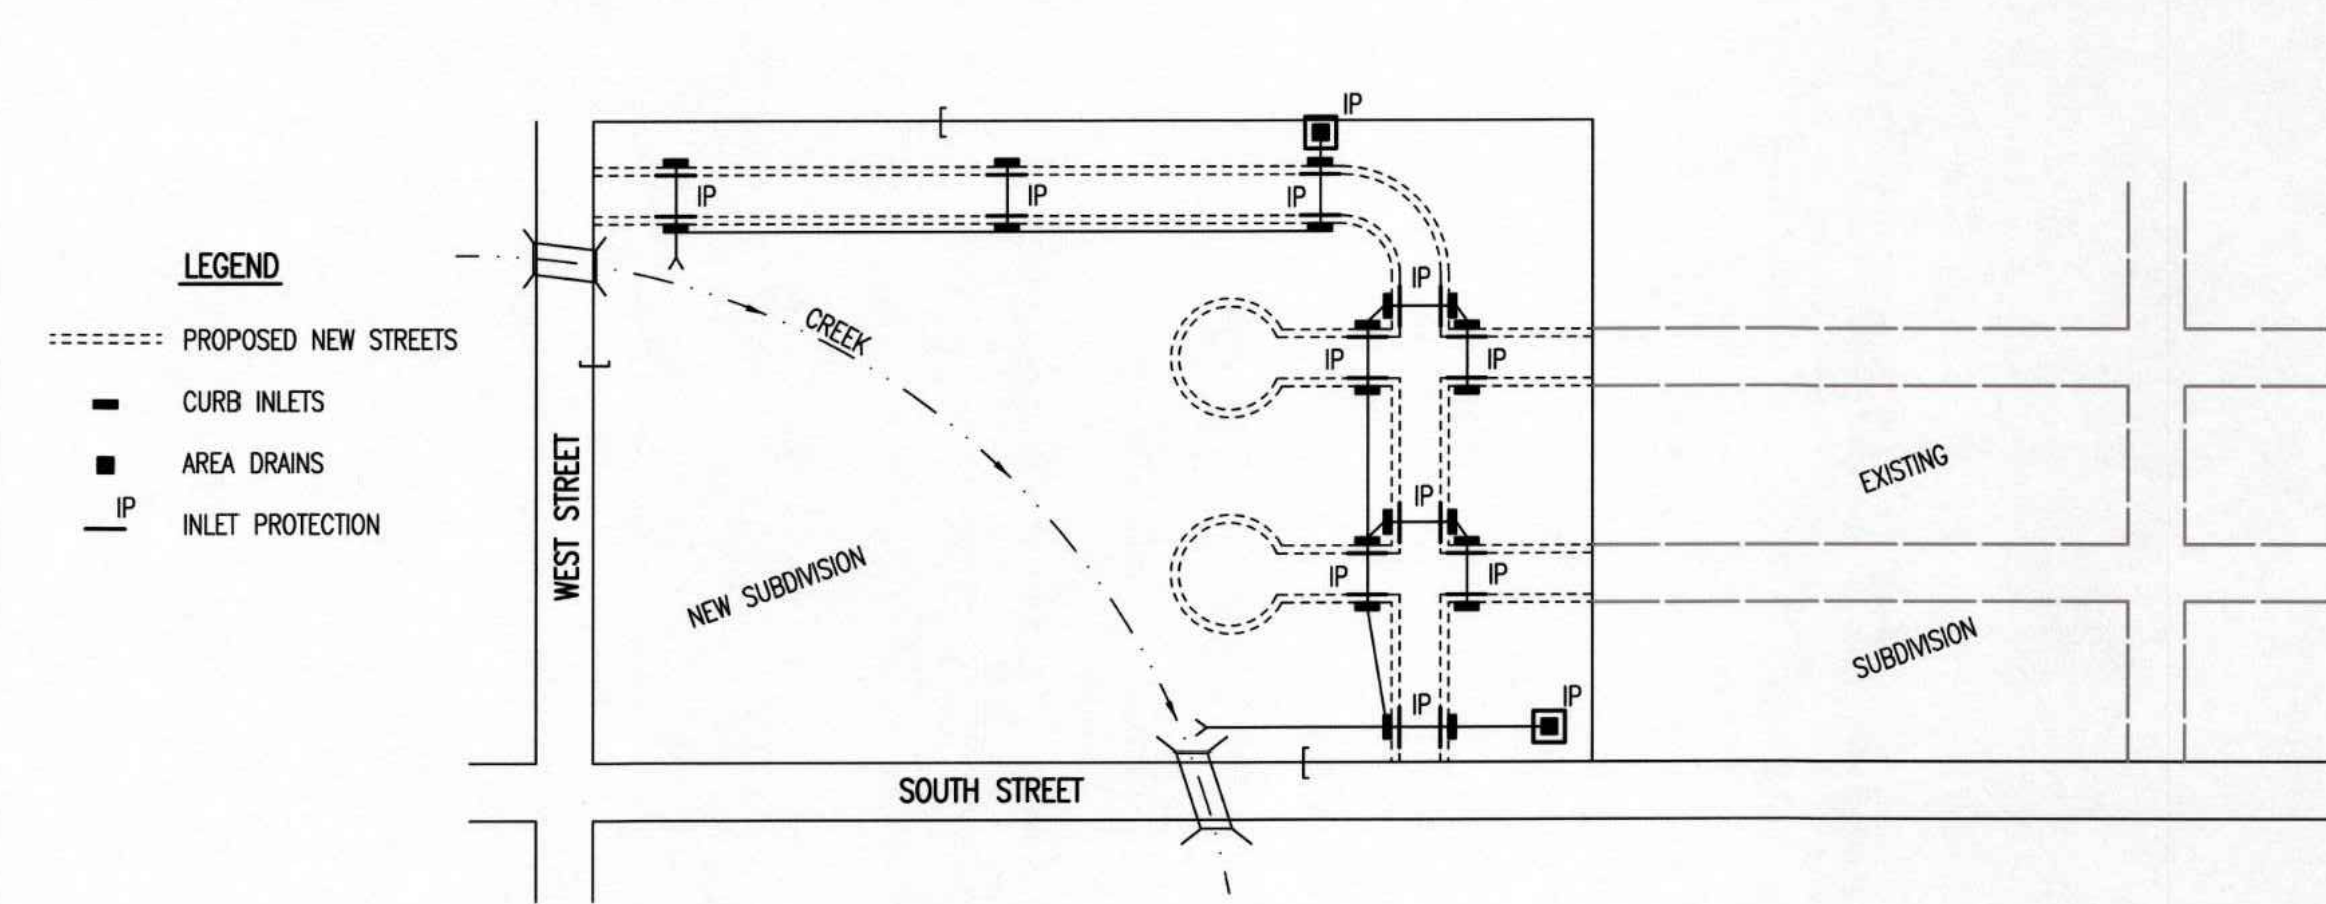 IP
IP
IP
IP
LEGEND
PROPOSED NEW STREETS
CURB INLETS
AREA DRAINS
IP
INLET PROTECTION
WEST STREET
CREEK
NEW SUBDIVISION
IP
IP
IP
IP
IP
IP
IP
IP
EXISTING
SUBDIVISION
SOUTH STREET